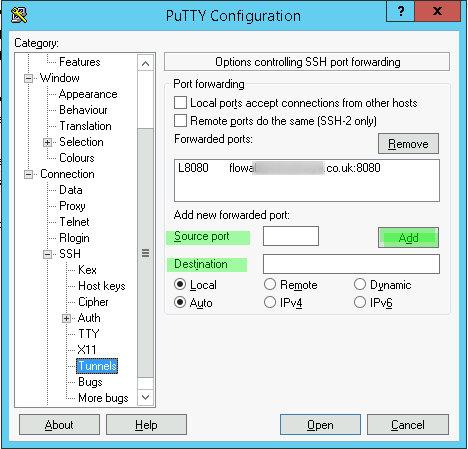 PuTTY Configuration
?
X
Category:
Features
Window
Appearance
Behaviour
Translation
Selection
Colours
Connection
Data
Proxy
Telnet
Rlogin
SSH
Kex
Host keys
Cipher
Auth
TTY
X11
Tunnels
Bugs
More bugs
Options controlling SSH port forwarding
Port forwarding
Local ports accept connections from other hosts
Remote ports do the same (SSH-2 only)
Forwarded ports:
Remove
L8080 co.uk:8080
Add new forwarded port:
Source port
Add
Destination
Local Remote Dynamic
Auto IPv4 IPv6
About Help Open Cancel